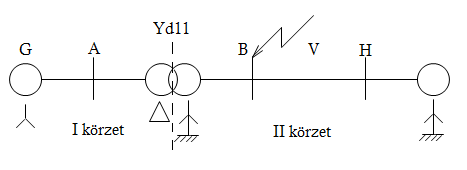 Yd11
G A B V H
I körzet II körzet